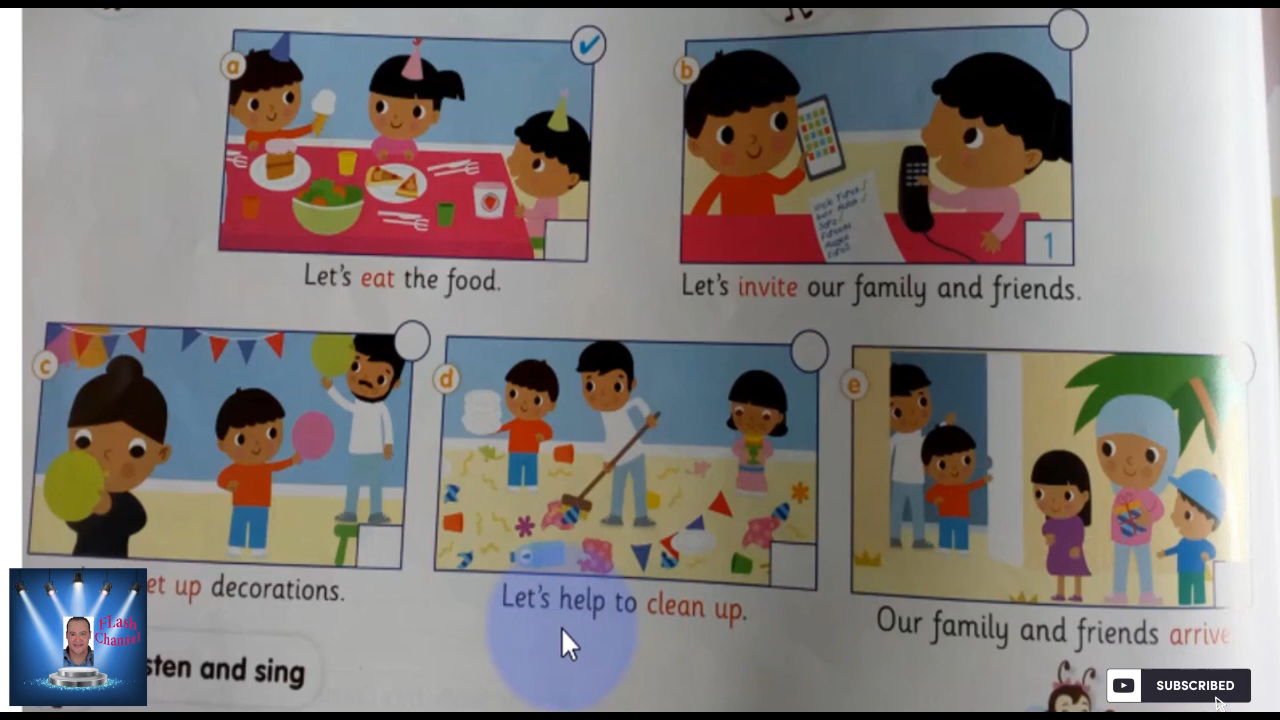 a
b
1
Let's eat the food.
Let's invite our family and friends.
c
d
e
et up decorations.
Let's help to clean up.
Our family and friends arrive
FLash
Channel
sten and sing
SUBSCRIBED